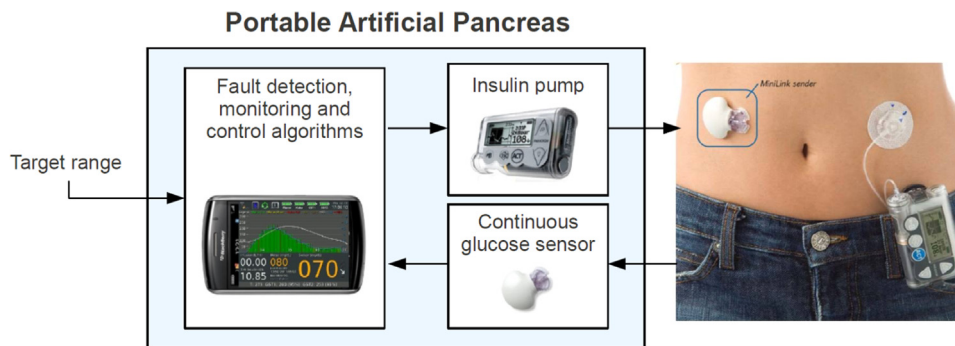 Portable Artificial Pancreas
Fault detection,
monitoring and
control algorithms
Insulin pump
MiniLink sender
Target range
Continuous
glucose sensor
00.00
080
070
10.85